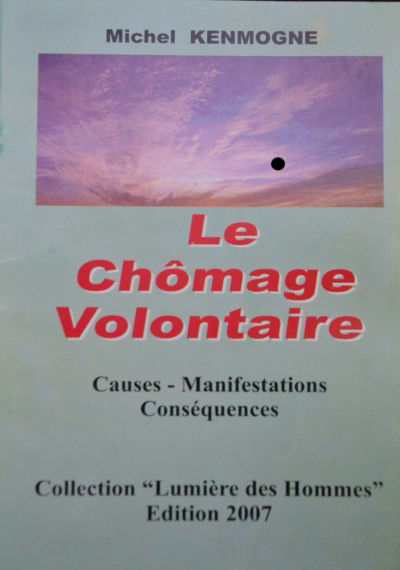 Michel KENMOGNE
Le
Chômage
Volontaire
Causes - Manifestations
Conséquences
Collection “Lumière des Hommes”
Edition 2007